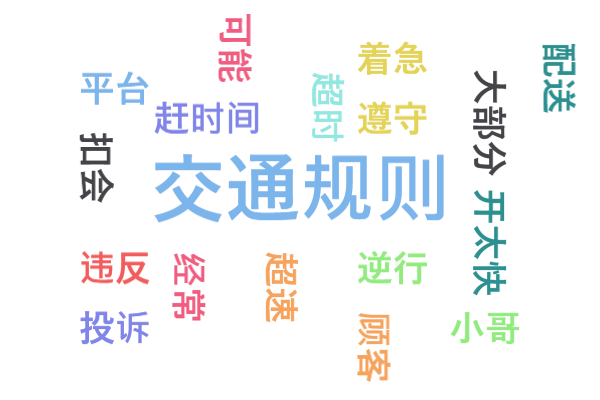 可能
着急
配送
平台
超时
大部分
赶时间
遵守
扣会
交通规则
开太快
违反
经常
超速
逆行
投诉
顾客
小哥